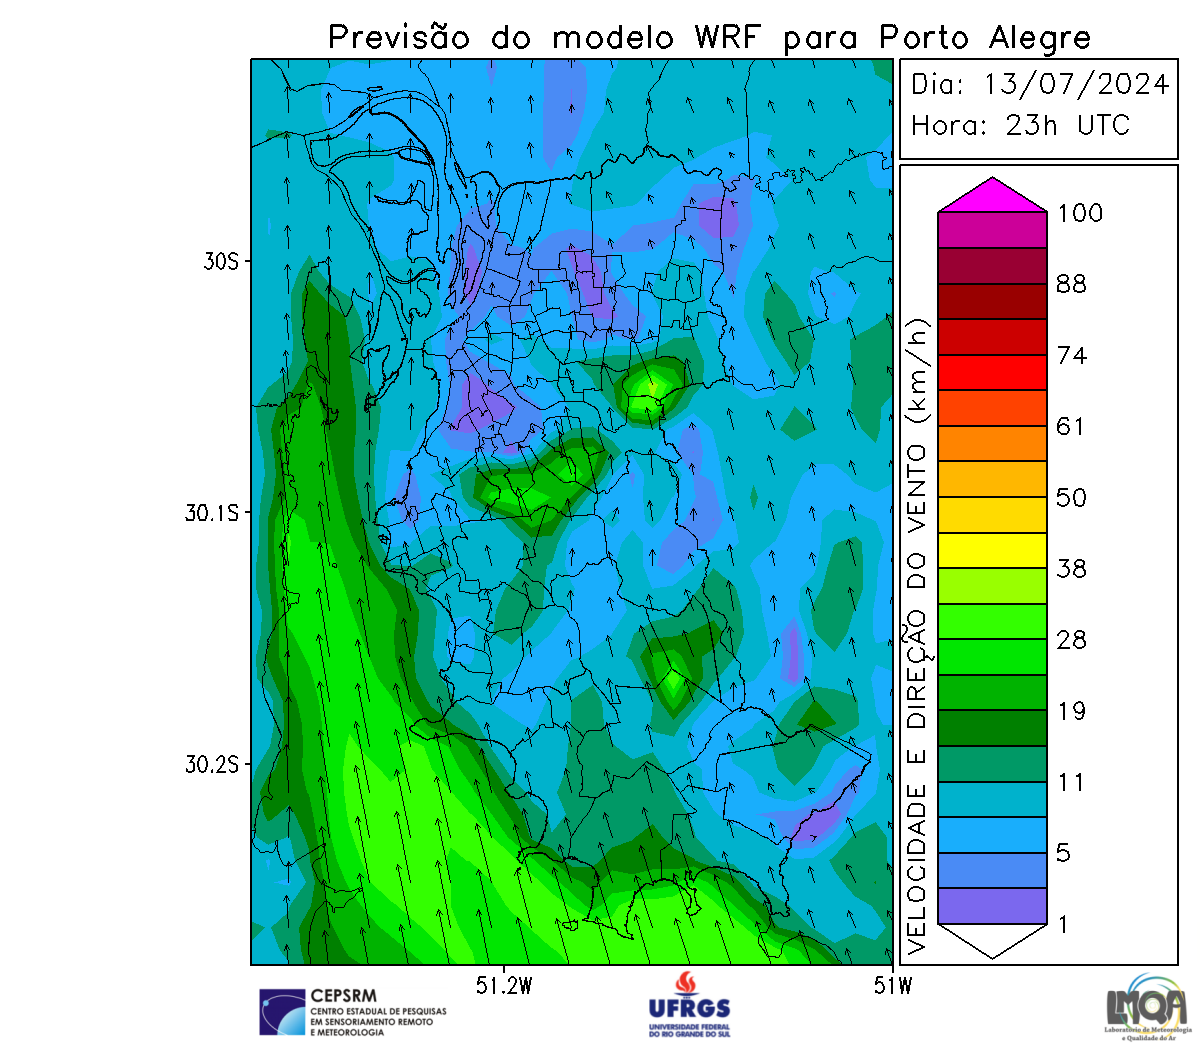 Previsão do modelo WRF para Porto Alegre
Dia: 13/07/2024
Hora: 23h UTC
30S
30.1S
30.2S
51.2W
51W
VELOCIDADE E DIREÇÃO DO VENTO (km/h)
100
88
74
61
50
38
28
19
11
5
1
CEPSRM
CENTRO ESTADUAL DE PESQUISAS
EM SENSORIAMENTO REMOTO
E METEOROLOGIA
UFRGS
UNIVERSIDADE FEDERAL
DO RIO GRANDE DO SUL
LMQA
Laboratório de Meteorologia
e Qualidade do Ar